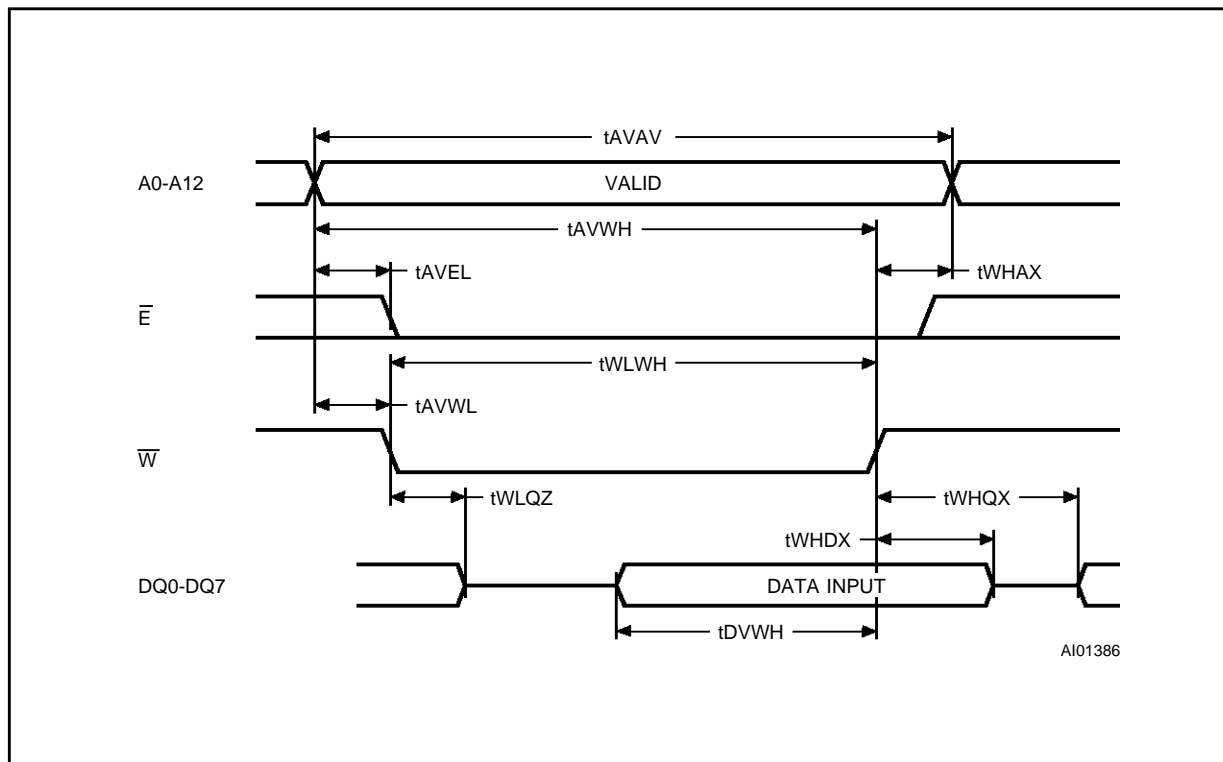 tAVAV
A0-A12
VALID
tAVWH
tAVEL
tWHAX
E̅
tWLWH
tAVWL
W̅
tWLQZ
tWHQX
tWHDX
DQ0-DQ7
DATA INPUT
tDVWH
AI01386